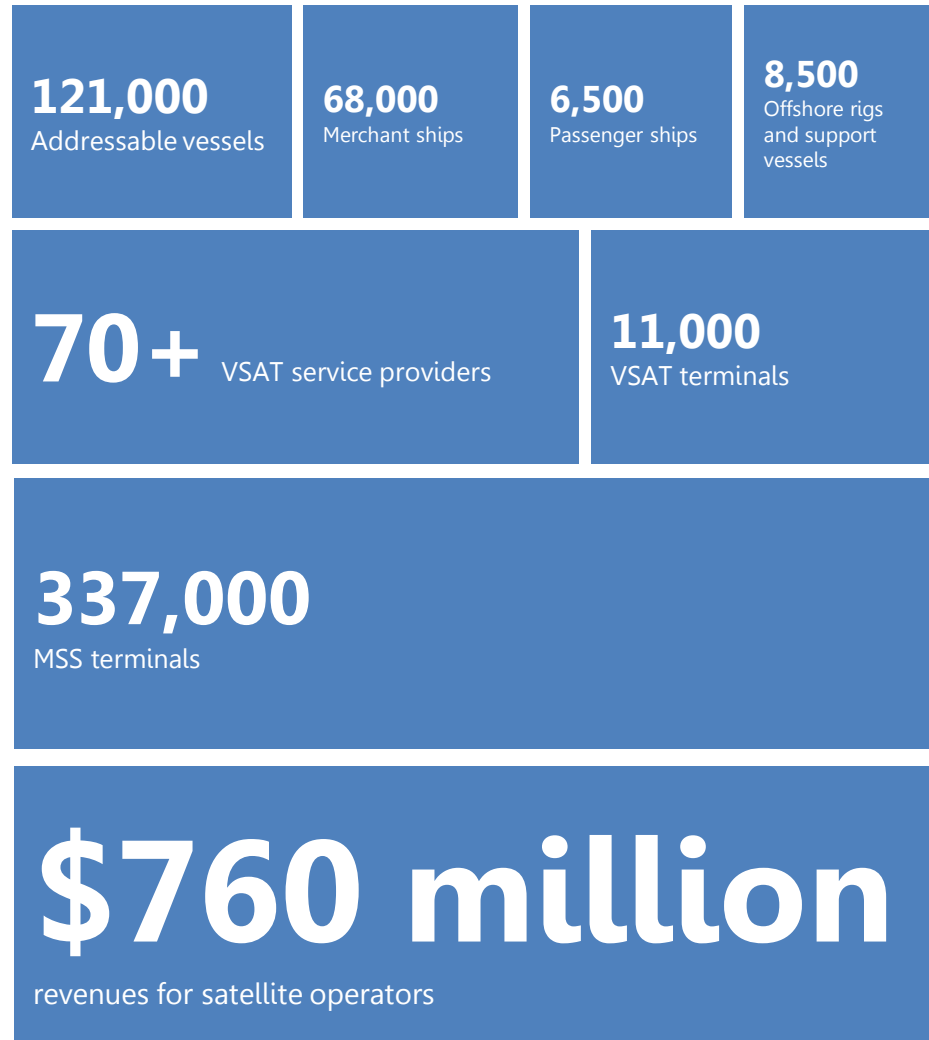 121,000
Addressable vessels
68,000
Merchant ships
6,500
Passenger ships
8,500
Offshore rigs
and support
vessels
70+ VSAT service providers
11,000
VSAT terminals
337,000
MSS terminals
$760 million
revenues for satellite operators